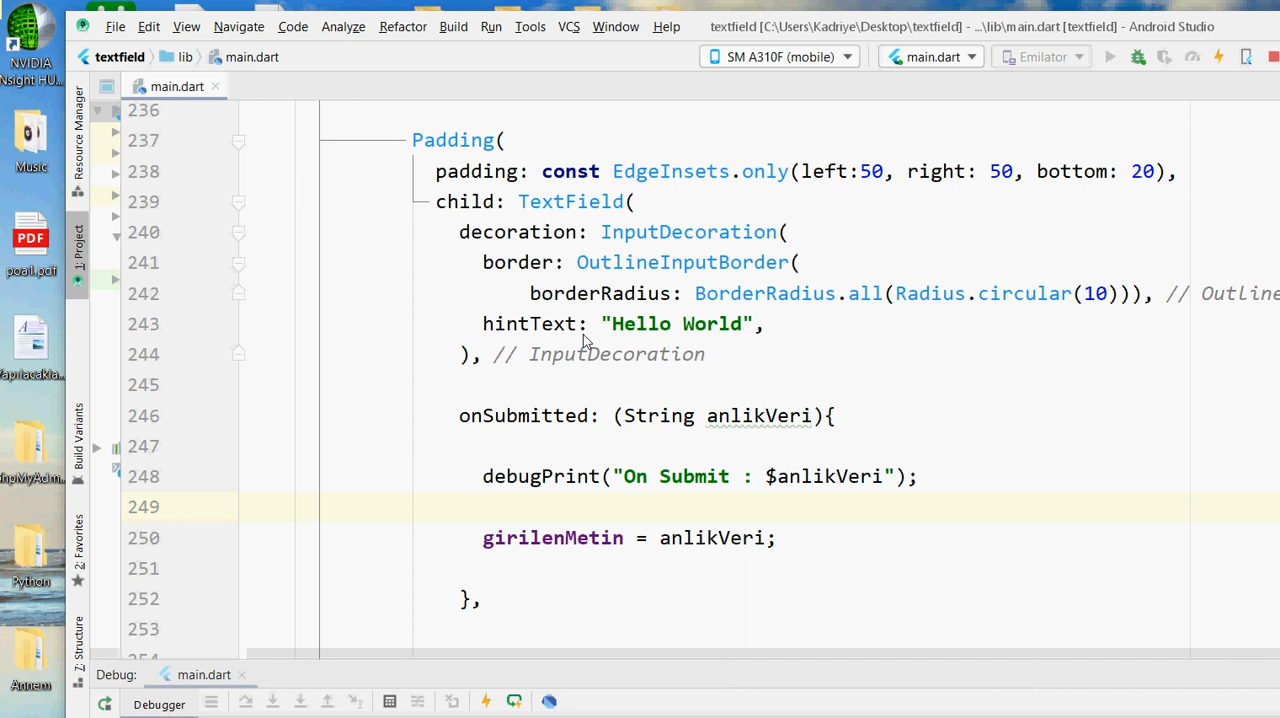 File Edit View Navigate Code Analyze Refactor Build Run Tools VCS Window Help textfield [C:\Users\Kadriye\Desktop\textfield] - ...\lib\main.dart [textfield] - Android Studio
textfield lib main.dart SM A310F (mobile) main.dart Emilator
main.dart
236
237 Padding(
238 padding: const EdgeInsets.only(left:50, right: 50, bottom: 20),
239 child: TextField(
240 decoration: InputDecoration(
241 border: OutlineInputBorder(
242 borderRadius: BorderRadius.all(Radius.circular(10))), // Outline
243 hintText: "Hello World",
244 ), // InputDecoration
245
246 onSubmitted: (String anlikVeri){
247
248 debugPrint("On Submit : $anlikVeri");
249
250 girilenMetin = anlikVeri;
251
252 },
253
Debug: main.dart
Debugger
Resource Manager
1: Project
Build Variants
2: Favorites
7: Structure
NVIDIA
Nsight HU...
Music
PDF
poail.pdf
Yapılacakla...
phpMyAdm...
Python
Annem